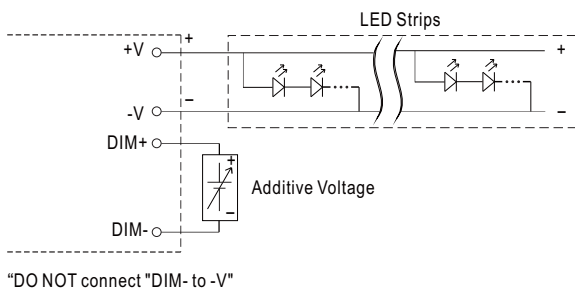 LED Strips
+V
+
+
-V
–
–
DIM+
+
Additive Voltage
–
DIM-
“DO NOT connect "DIM- to -V"